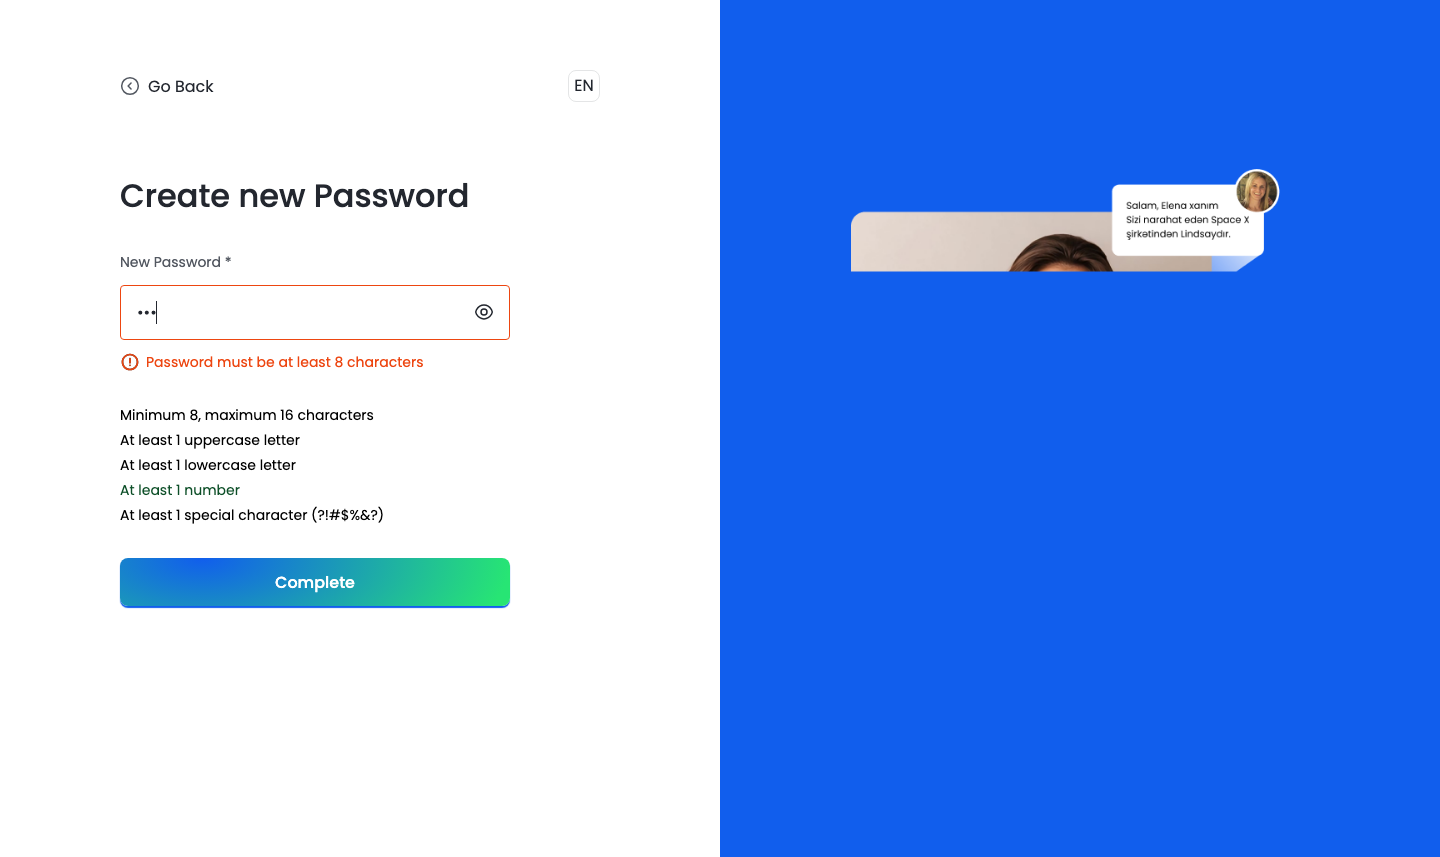 Go Back
EN
Create new Password
New Password *
•••
Password must be at least 8 characters
Minimum 8, maximum 16 characters
At least 1 uppercase letter
At least 1 lowercase letter
At least 1 number
At least 1 special character (?!#$%&?)
Complete
Salam, Elena xanım
Sizi narahat edən Space X
şirkətindən Lindsaydır.